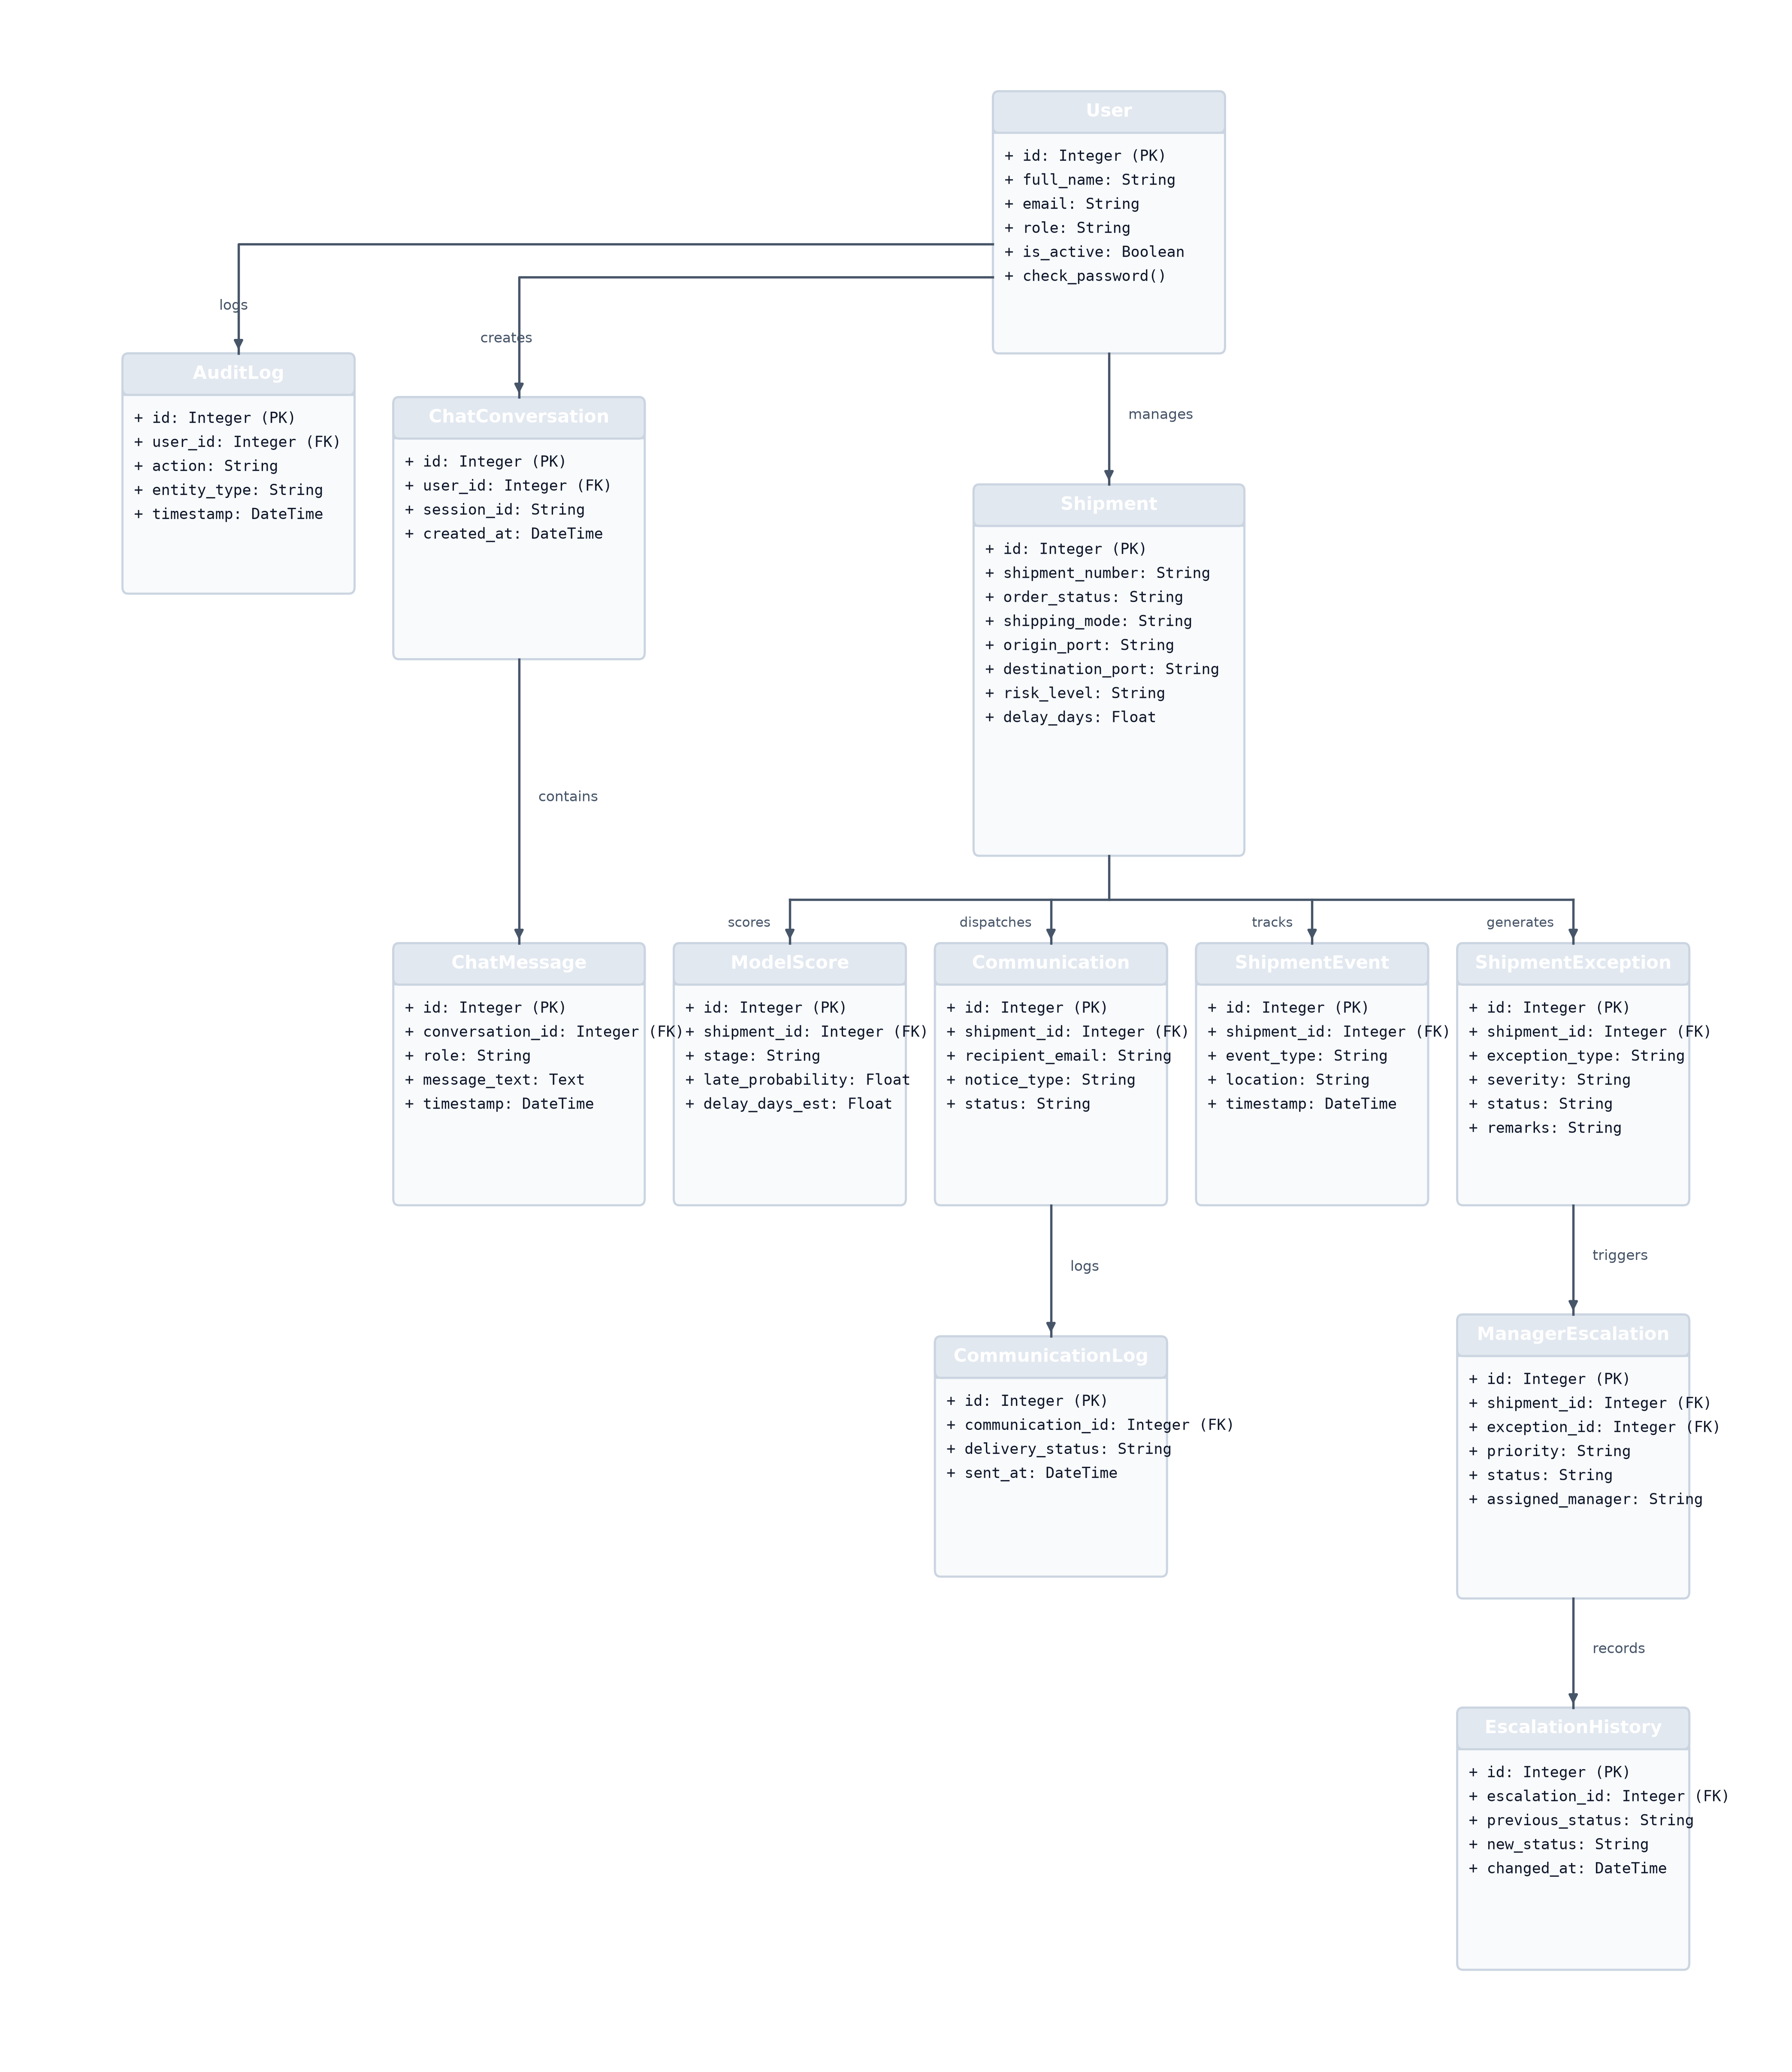 User
+ id: Integer (PK)
+ full_name: String
+ email: String
+ role: String
+ is_active: Boolean
+ check_password()
logs
creates
manages
AuditLog
+ id: Integer (PK)
+ user_id: Integer (FK)
+ action: String
+ entity_type: String
+ timestamp: DateTime
ChatConversation
+ id: Integer (PK)
+ user_id: Integer (FK)
+ session_id: String
+ created_at: DateTime
Shipment
+ id: Integer (PK)
+ shipment_number: String
+ order_status: String
+ shipping_mode: String
+ origin_port: String
+ destination_port: String
+ risk_level: String
+ delay_days: Float
contains
scores
dispatches
tracks
generates
ChatMessage
+ id: Integer (PK)
+ conversation_id: Integer (FK)
+ role: String
+ message_text: Text
+ timestamp: DateTime
ModelScore
+ id: Integer (PK)
+ shipment_id: Integer (FK)
+ stage: String
+ late_probability: Float
+ delay_days_est: Float
Communication
+ id: Integer (PK)
+ shipment_id: Integer (FK)
+ recipient_email: String
+ notice_type: String
+ status: String
ShipmentEvent
+ id: Integer (PK)
+ shipment_id: Integer (FK)
+ event_type: String
+ location: String
+ timestamp: DateTime
ShipmentException
+ id: Integer (PK)
+ shipment_id: Integer (FK)
+ exception_type: String
+ severity: String
+ status: String
+ remarks: String
logs
triggers
CommunicationLog
+ id: Integer (PK)
+ communication_id: Integer (FK)
+ delivery_status: String
+ sent_at: DateTime
ManagerEscalation
+ id: Integer (PK)
+ shipment_id: Integer (FK)
+ exception_id: Integer (FK)
+ priority: String
+ status: String
+ assigned_manager: String
records
EscalationHistory
+ id: Integer (PK)
+ escalation_id: Integer (FK)
+ previous_status: String
+ new_status: String
+ changed_at: DateTime